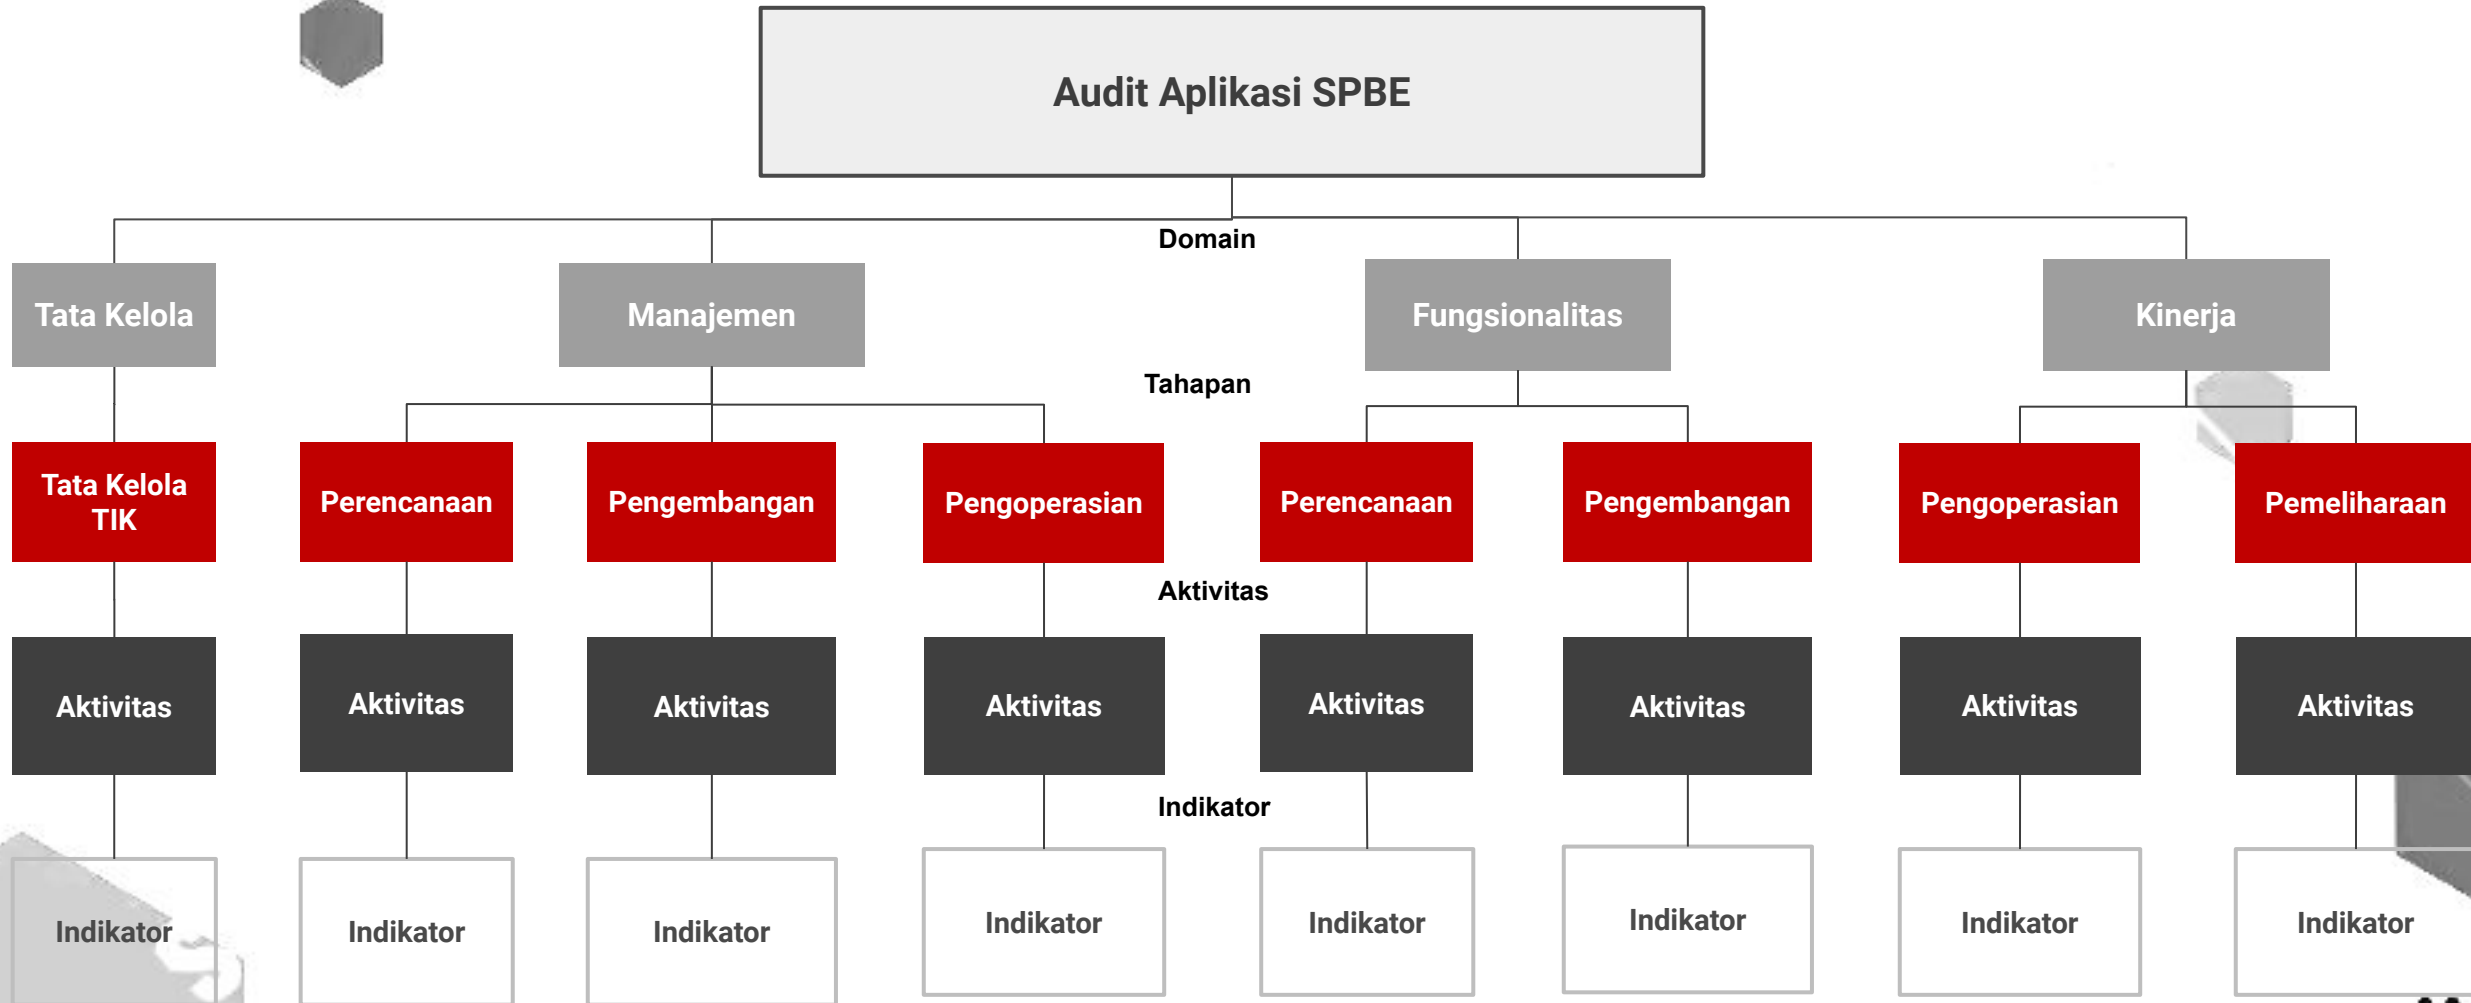 Audit Aplikasi SPBE
Domain
Tata Kelola
Manajemen
Fungsionalitas
Kinerja
Tahapan
Tata Kelola
TIK
Perencanaan
Pengembangan
Pengoperasian
Perencanaan
Pengembangan
Pengoperasian
Pemeliharaan
Aktivitas
Aktivitas
Aktivitas
Aktivitas
Aktivitas
Aktivitas
Aktivitas
Aktivitas
Aktivitas
Indikator
Indikator
Indikator
Indikator
Indikator
Indikator
Indikator
Indikator
Indikator